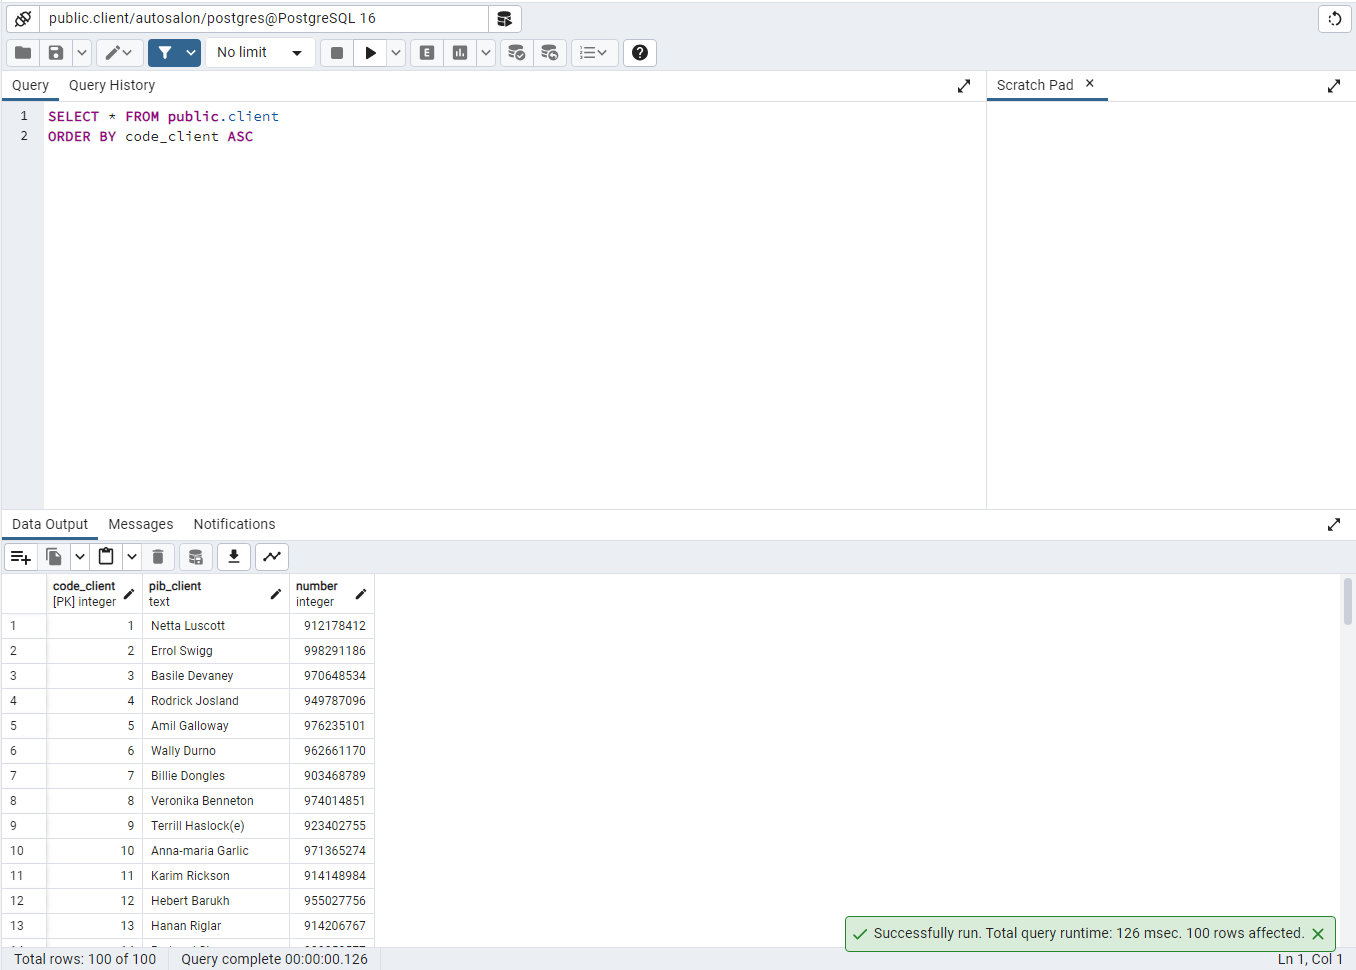 public.client/autosalon/postgres@PostgreSQL 16
No limit
E
Query Query History
Scratch Pad
1 SELECT * FROM public.client
2 ORDER BY code_client ASC
Data Output Messages Notifications
code_client pib_client number
[PK] integer text integer
1 1 Netta Luscott 912178412
2 2 Errol Swigg 998291186
3 3 Basile Devaney 970648534
4 4 Rodrick Josland 949787096
5 5 Amil Galloway 976235101
6 6 Wally Durno 962661170
7 7 Billie Dongles 903468789
8 8 Veronika Benneton 974014851
9 9 Terrill Haslock(e) 923402755
10 10 Anna-maria Garlic 971365274
11 11 Karim Rickson 914148984
12 12 Hebert Barukh 955027756
13 13 Hanan Riglar 914206767
Successfully run. Total query runtime: 126 msec. 100 rows affected.
Total rows: 100 of 100 Query complete 00:00:00.126 Ln 1, Col 1